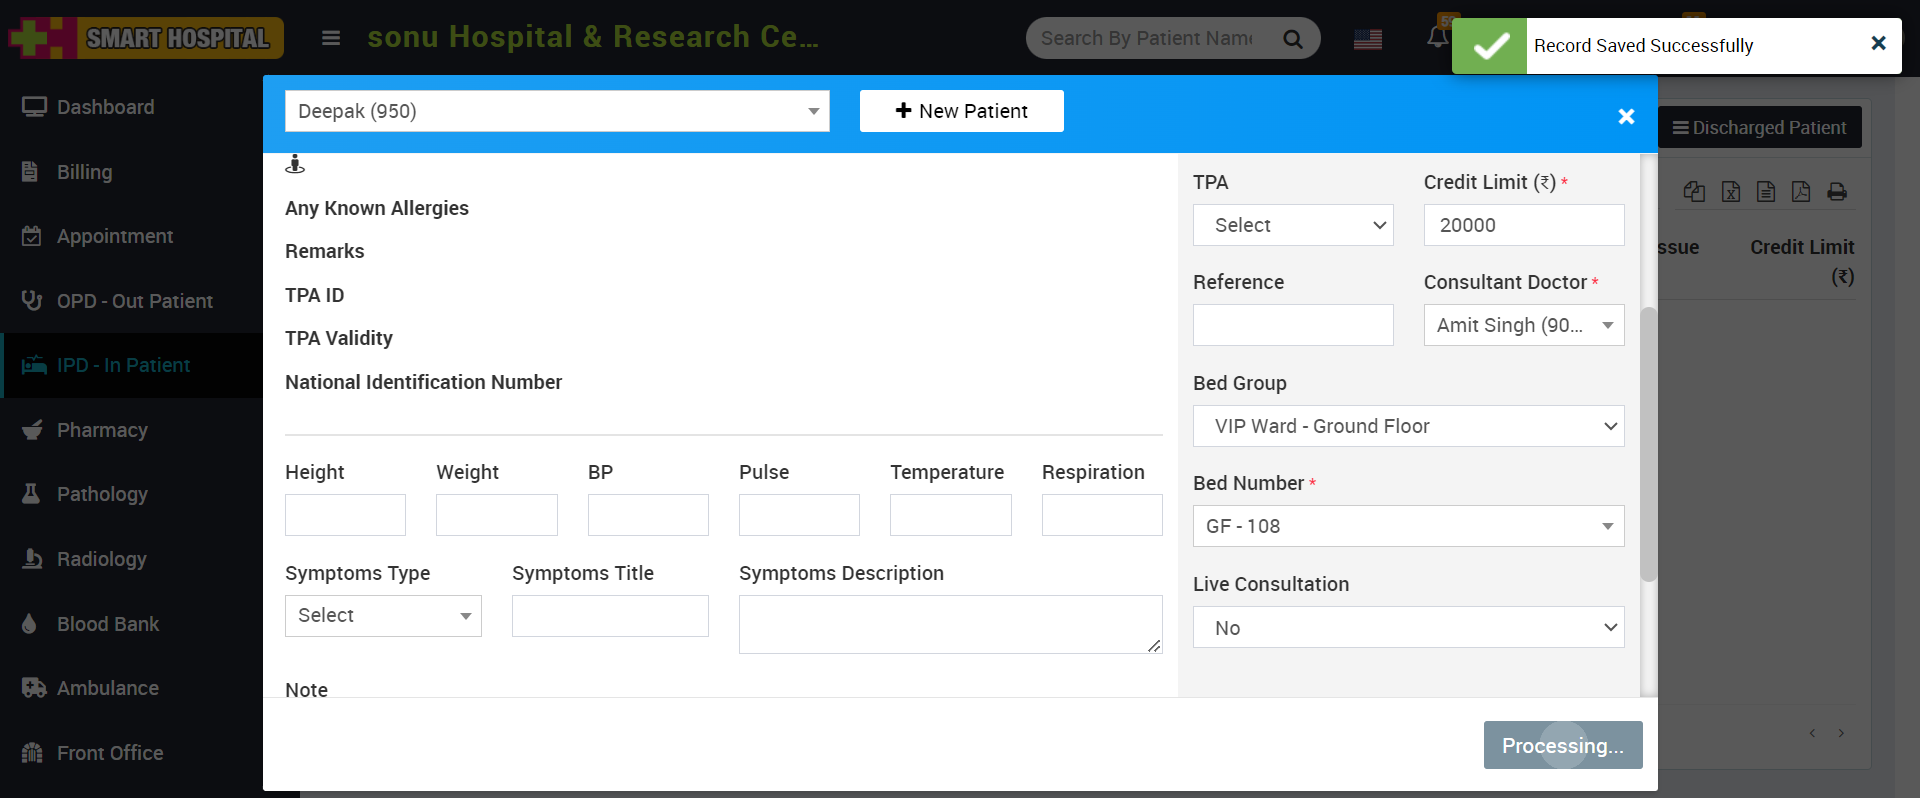 SMART HOSPITAL
sonu Hospital & Research Ce...
Search By Patient Name
59
Record Saved Successfully
Dashboard
Billing
Appointment
OPD - Out Patient
IPD - In Patient
Pharmacy
Pathology
Radiology
Blood Bank
Ambulance
Front Office
Deepak (950)
New Patient
Discharged Patient
Any Known Allergies
Remarks
TPA ID
TPA Validity
National Identification Number
Height Weight BP Pulse Temperature Respiration
Symptoms Type Symptoms Title Symptoms Description
Select
Note
TPA Credit Limit (₹) *
Select 20000
Reference Consultant Doctor *
Amit Singh (90...
Bed Group
VIP Ward - Ground Floor
Bed Number *
GF - 108
Live Consultation
No
Processing...
ssue Credit Limit
(₹)